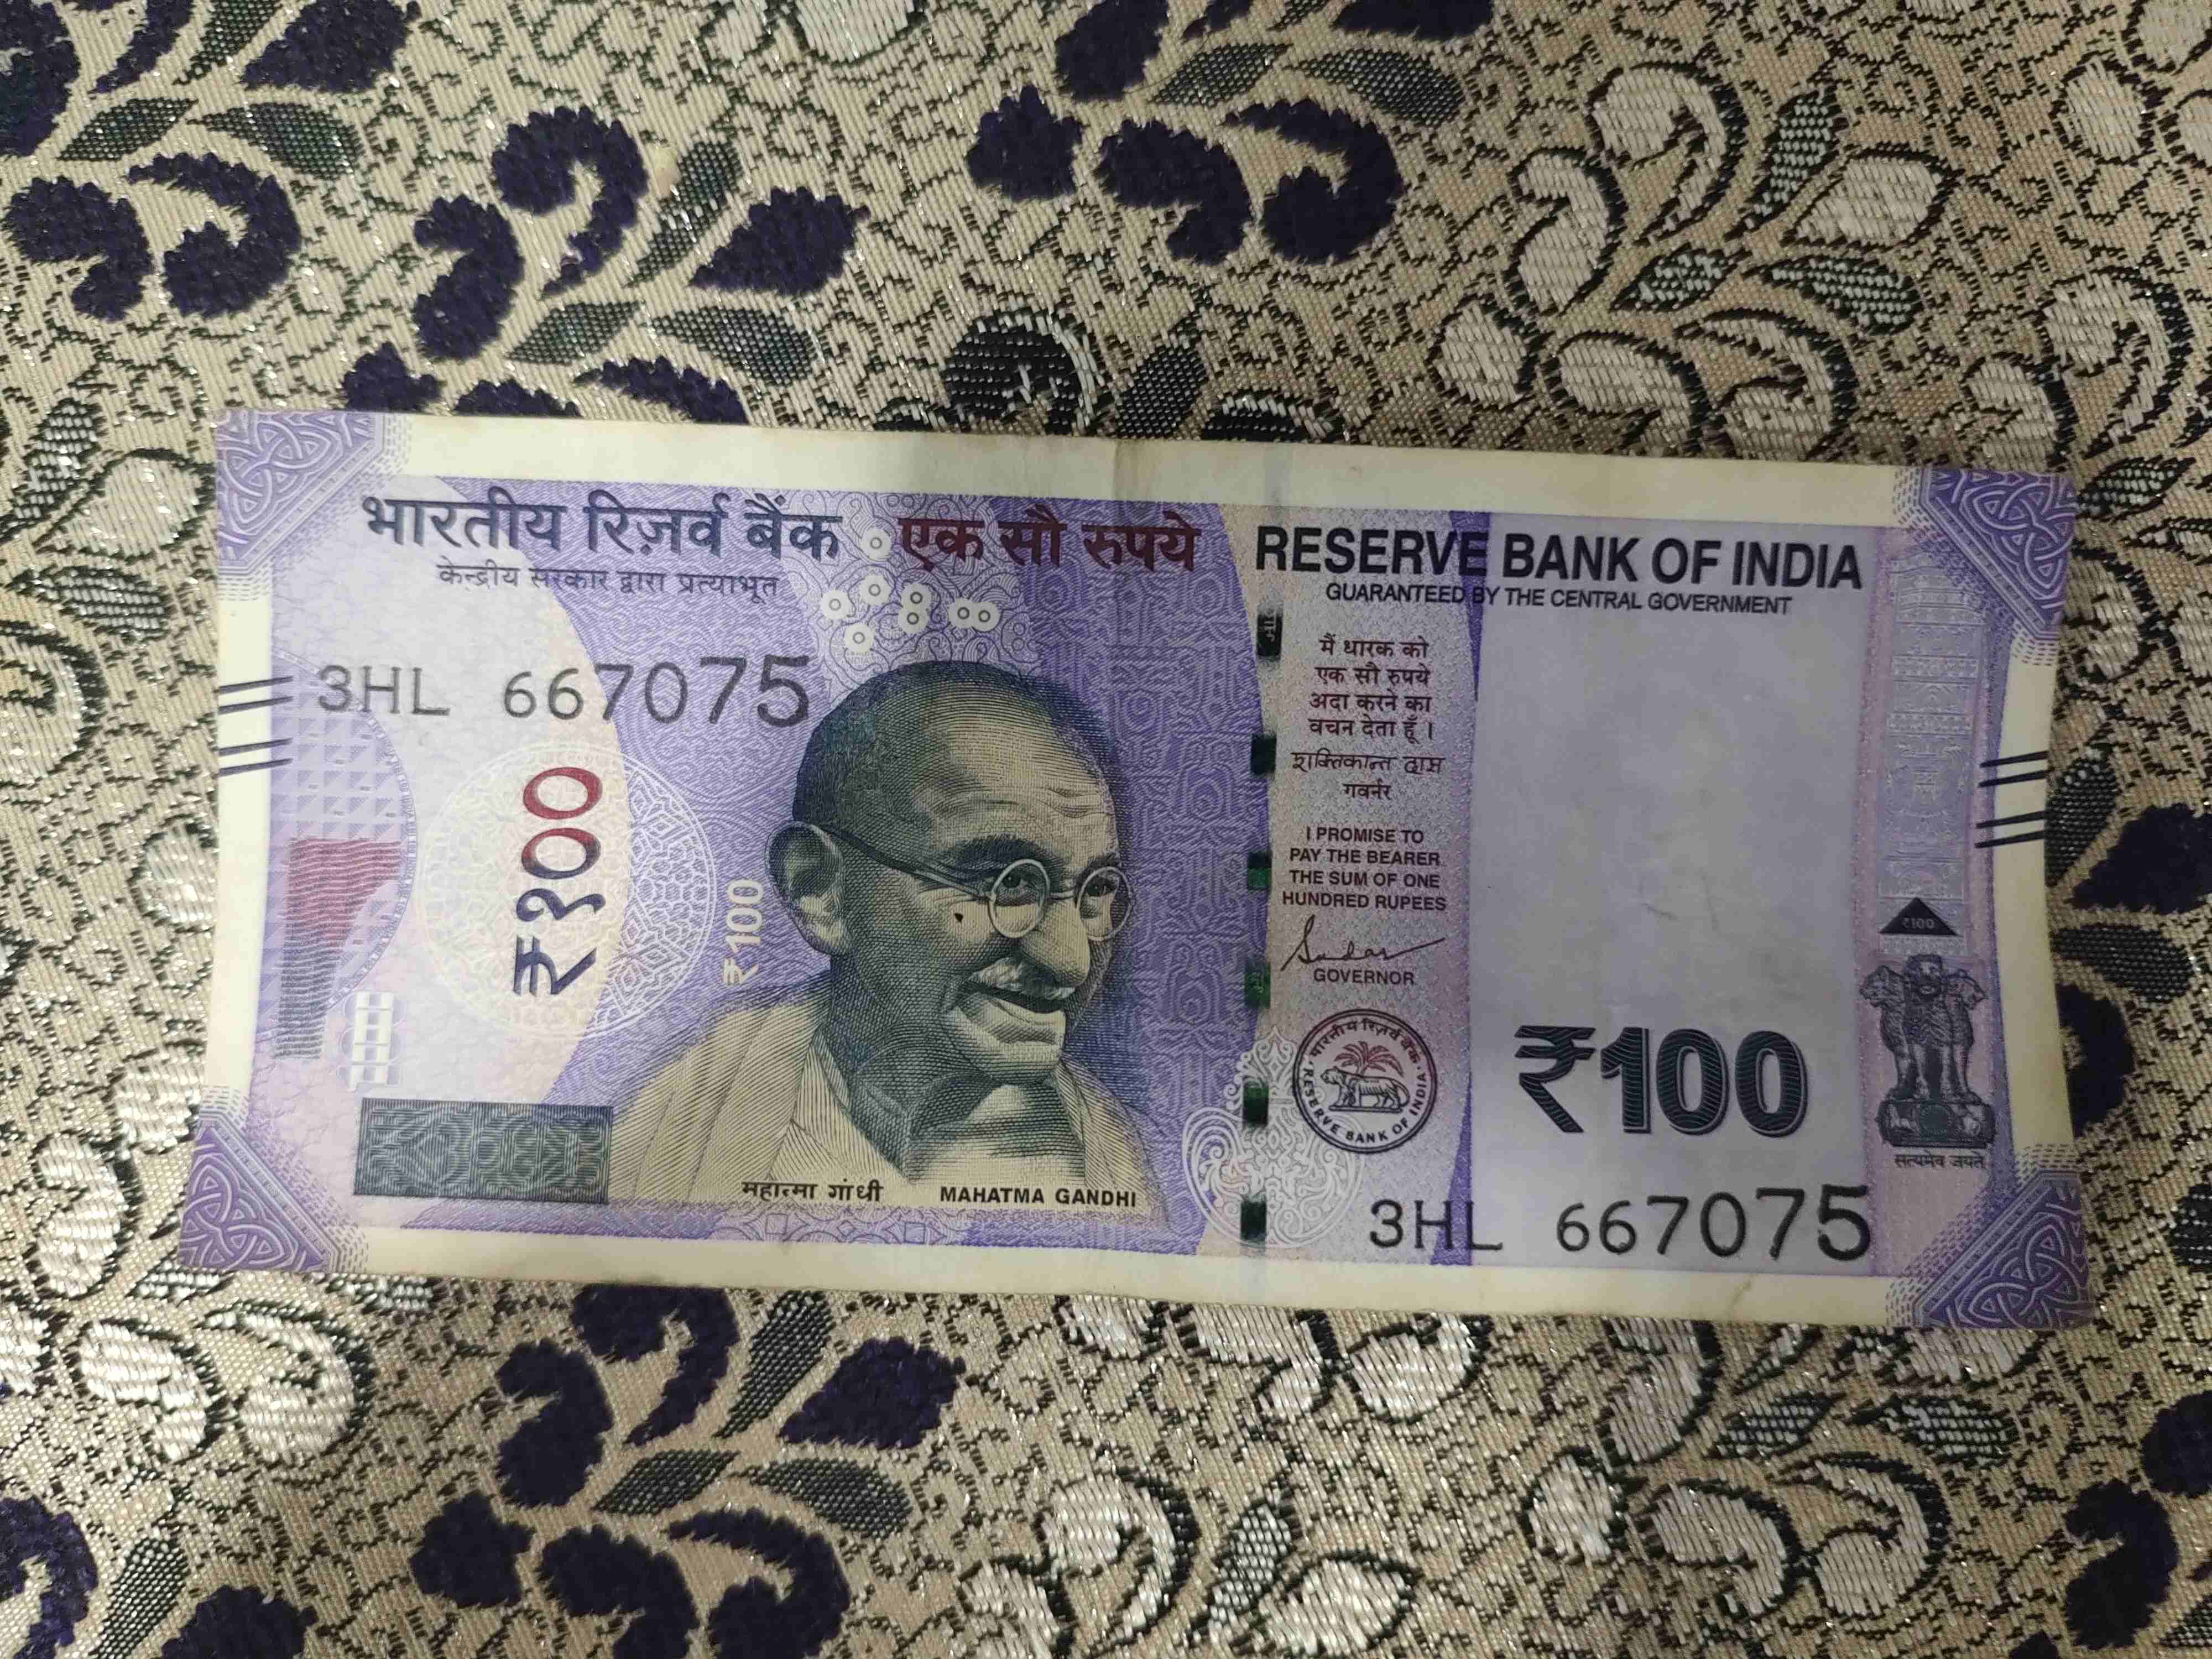 भारतीय रिज़र्व बैंक
एक सौ रुपये
केन्द्रीय सरकार द्वारा प्रत्याभूत
3HL 667075
₹१००
₹100
महात्मा गांधी
MAHATMA GANDHI
RESERVE BANK OF INDIA
GUARANTEED BY THE CENTRAL GOVERNMENT
मैं धारक को
एक सौ रुपये
अदा करने का
वचन देता हूँ ।
शक्तिकान्त दास
गवर्नर
I PROMISE TO
PAY THE BEARER
THE SUM OF ONE
HUNDRED RUPEES
GOVERNOR
भारतीय रिज़र्व बैंक
RESERVE BANK OF INDIA
₹100
सत्यमेव जयते
3HL 667075